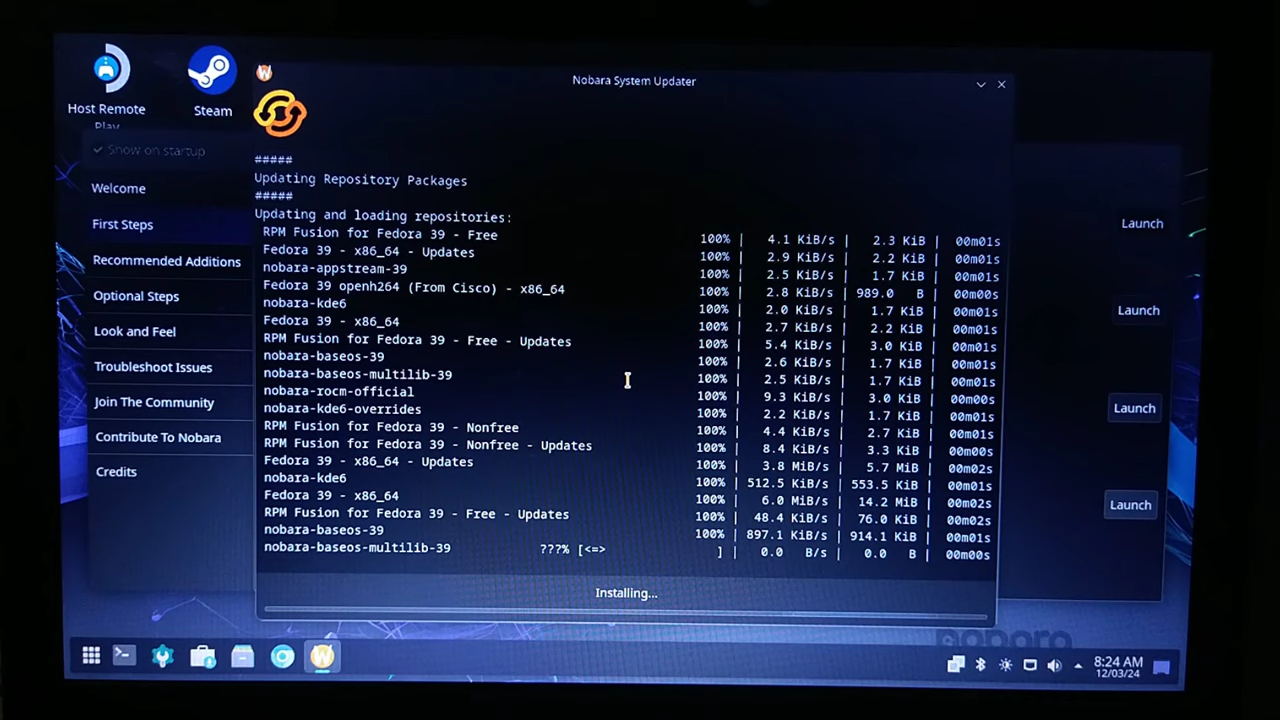 Host Remote
Play
Steam
Nobara System Updater
Show on startup
Welcome
First Steps
Recommended Additions
Optional Steps
Look and Feel
Troubleshoot Issues
Join The Community
Contribute To Nobara
Credits
#####
Updating Repository Packages
#####
Updating and loading repositories:
RPM Fusion for Fedora 39 - Free 100% | 4.1 KiB/s | 2.3 KiB | 00m01s
Fedora 39 - x86_64 - Updates 100% | 2.9 KiB/s | 2.2 KiB | 00m01s
nobara-appstream-39 100% | 2.5 KiB/s | 1.7 KiB | 00m01s
Fedora 39 openh264 (From Cisco) - x86_64 100% | 2.8 KiB/s | 989.0 B | 00m00s
nobara-kde6 100% | 2.0 KiB/s | 1.7 KiB | 00m01s
Fedora 39 - x86_64 100% | 2.7 KiB/s | 2.2 KiB | 00m01s
RPM Fusion for Fedora 39 - Free - Updates 100% | 5.4 KiB/s | 3.0 KiB | 00m01s
nobara-baseos-39 100% | 2.6 KiB/s | 1.7 KiB | 00m01s
nobara-baseos-multilib-39 100% | 2.5 KiB/s | 1.7 KiB | 00m01s
nobara-rocm-official 100% | 9.3 KiB/s | 3.0 KiB | 00m00s
nobara-kde6-overrides 100% | 2.2 KiB/s | 1.7 KiB | 00m01s
RPM Fusion for Fedora 39 - Nonfree 100% | 4.4 KiB/s | 2.7 KiB | 00m01s
RPM Fusion for Fedora 39 - Nonfree - Updates 100% | 8.4 KiB/s | 3.3 KiB | 00m00s
Fedora 39 - x86_64 - Updates 100% | 3.8 MiB/s | 5.7 MiB | 00m02s
nobara-kde6 100% | 512.5 KiB/s | 553.5 KiB | 00m01s
Fedora 39 - x86_64 100% | 6.0 MiB/s | 14.2 MiB | 00m02s
RPM Fusion for Fedora 39 - Free - Updates 100% | 48.4 KiB/s | 76.0 KiB | 00m02s
nobara-baseos-39 100% | 897.1 KiB/s | 914.1 KiB | 00m01s
nobara-baseos-multilib-39 ???% [<=> ] | 0.0 B/s | 0.0 B | 00m00s
Installing...
Launch
Launch
Launch
Launch
nobara
8:24 AM
12/03/24